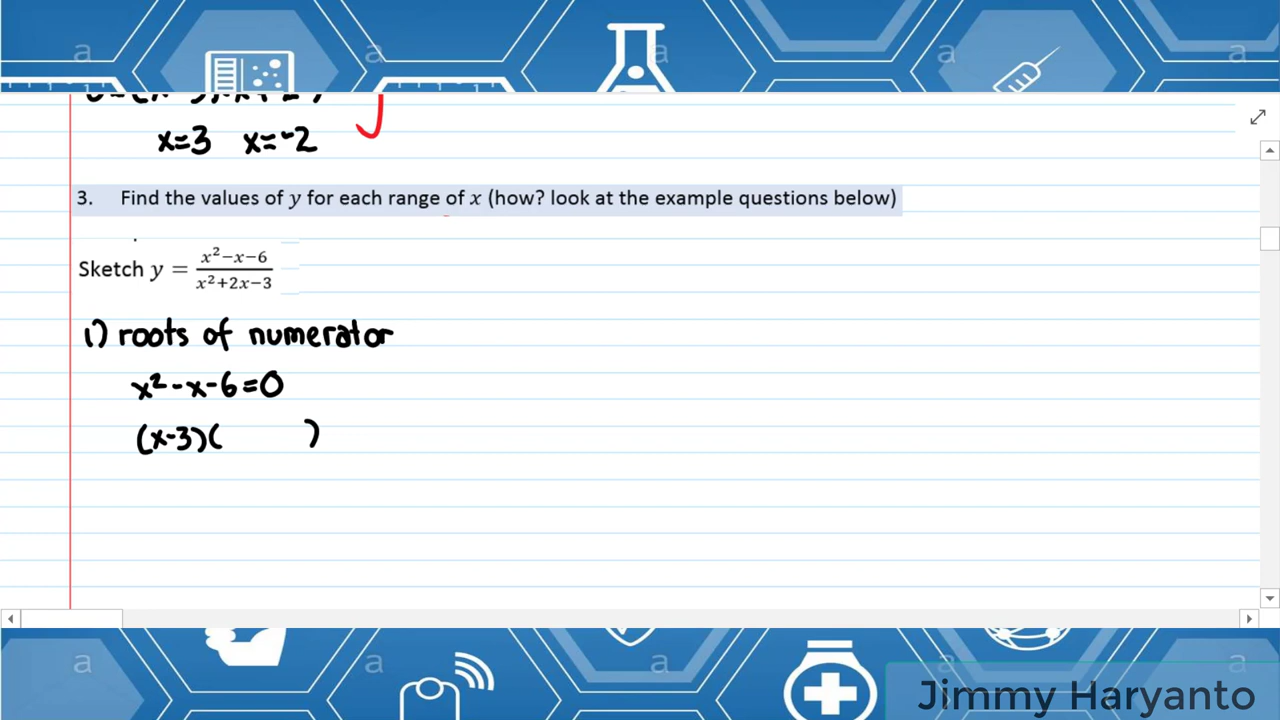 x=3 x=-2
3. Find the values of y for each range of x (how? look at the example questions below)
Sketch y = \frac{x²−x−6}{x²+2x−3}
1) roots of numerator
x²-x-6=0
(x-3)( )
a a a a a
a a a a
Jimmy Haryanto